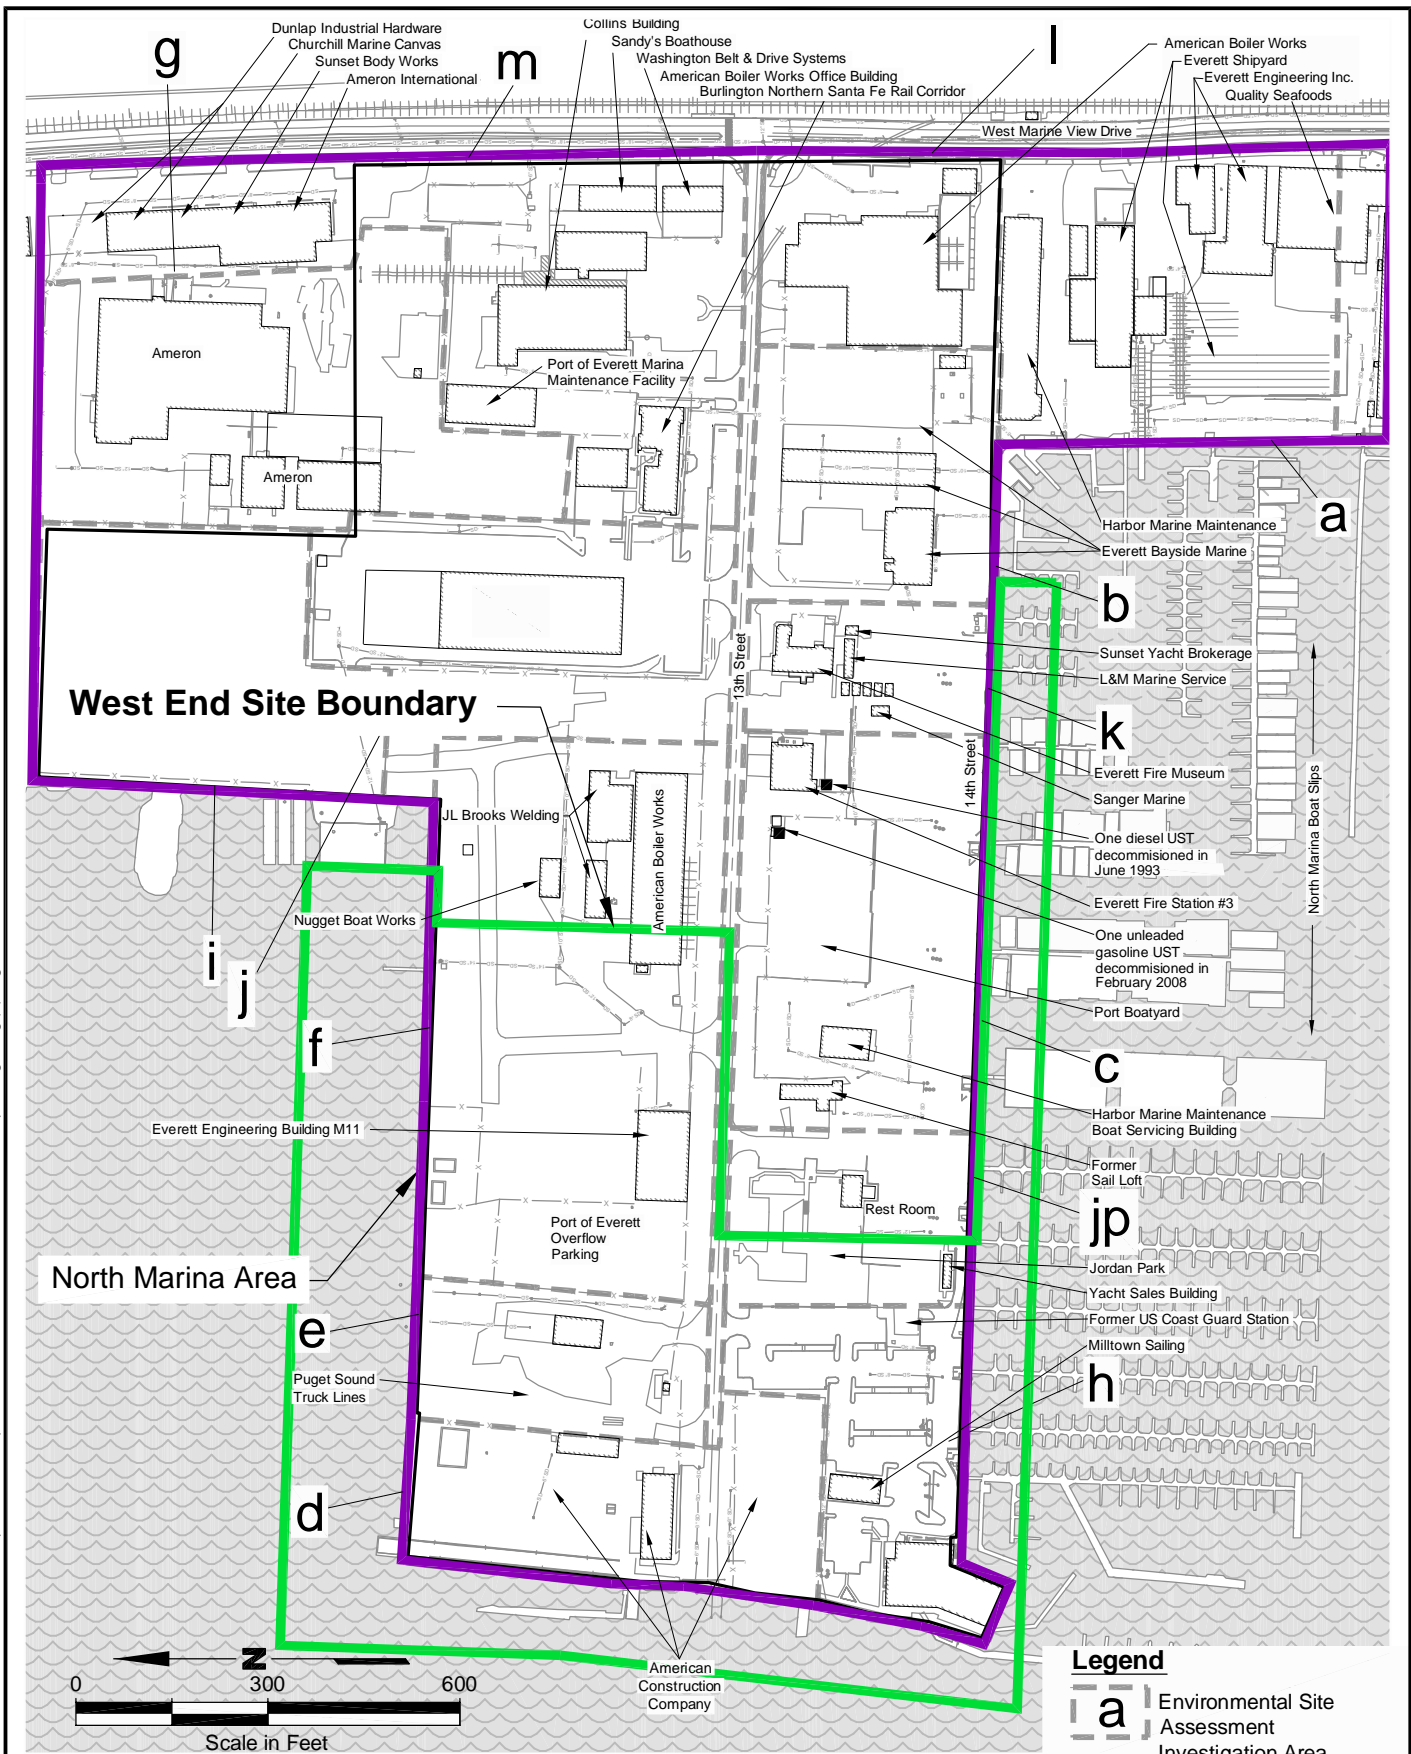 Dunlap Industrial Hardware
Churchill Marine Canvas
Sunset Body Works
Ameron International
g
m
Collins Building
Sandy's Boathouse
Washington Belt & Drive Systems
American Boiler Works Office Building
Burlington Northern Santa Fe Rail Corridor
l
American Boiler Works
Everett Shipyard
Everett Engineering Inc.
Quality Seafoods
West Marine View Drive
Ameron
Port of Everett Marina
Maintenance Facility
Ameron
a
Harbor Marine Maintenance
Everett Bayside Marine
b
13th Street
14th Street
Sunset Yacht Brokerage
L&M Marine Service
k
Everett Fire Museum
Sanger Marine
One diesel UST
decommisioned in
June 1993
Everett Fire Station #3
One unleaded
gasoline UST
decommisioned in
February 2008
Port Boatyard
North Marina Boat Slips
West End Site Boundary
JL Brooks Welding
American Boiler Works
Nugget Boat Works
i
j
f
c
Harbor Marine Maintenance
Boat Servicing Building
Everett Engineering Building M11
Former
Sail Loft
jp
Rest Room
Port of Everett
Overflow
Parking
North Marina Area
Jordan Park
Yacht Sales Building
Former US Coast Guard Station
Milltown Sailing
e
h
Puget Sound
Truck Lines
d
American
Construction
Company
N
0 300 600
Scale in Feet
Legend
a
Environmental Site
Assessment
Investigation Area